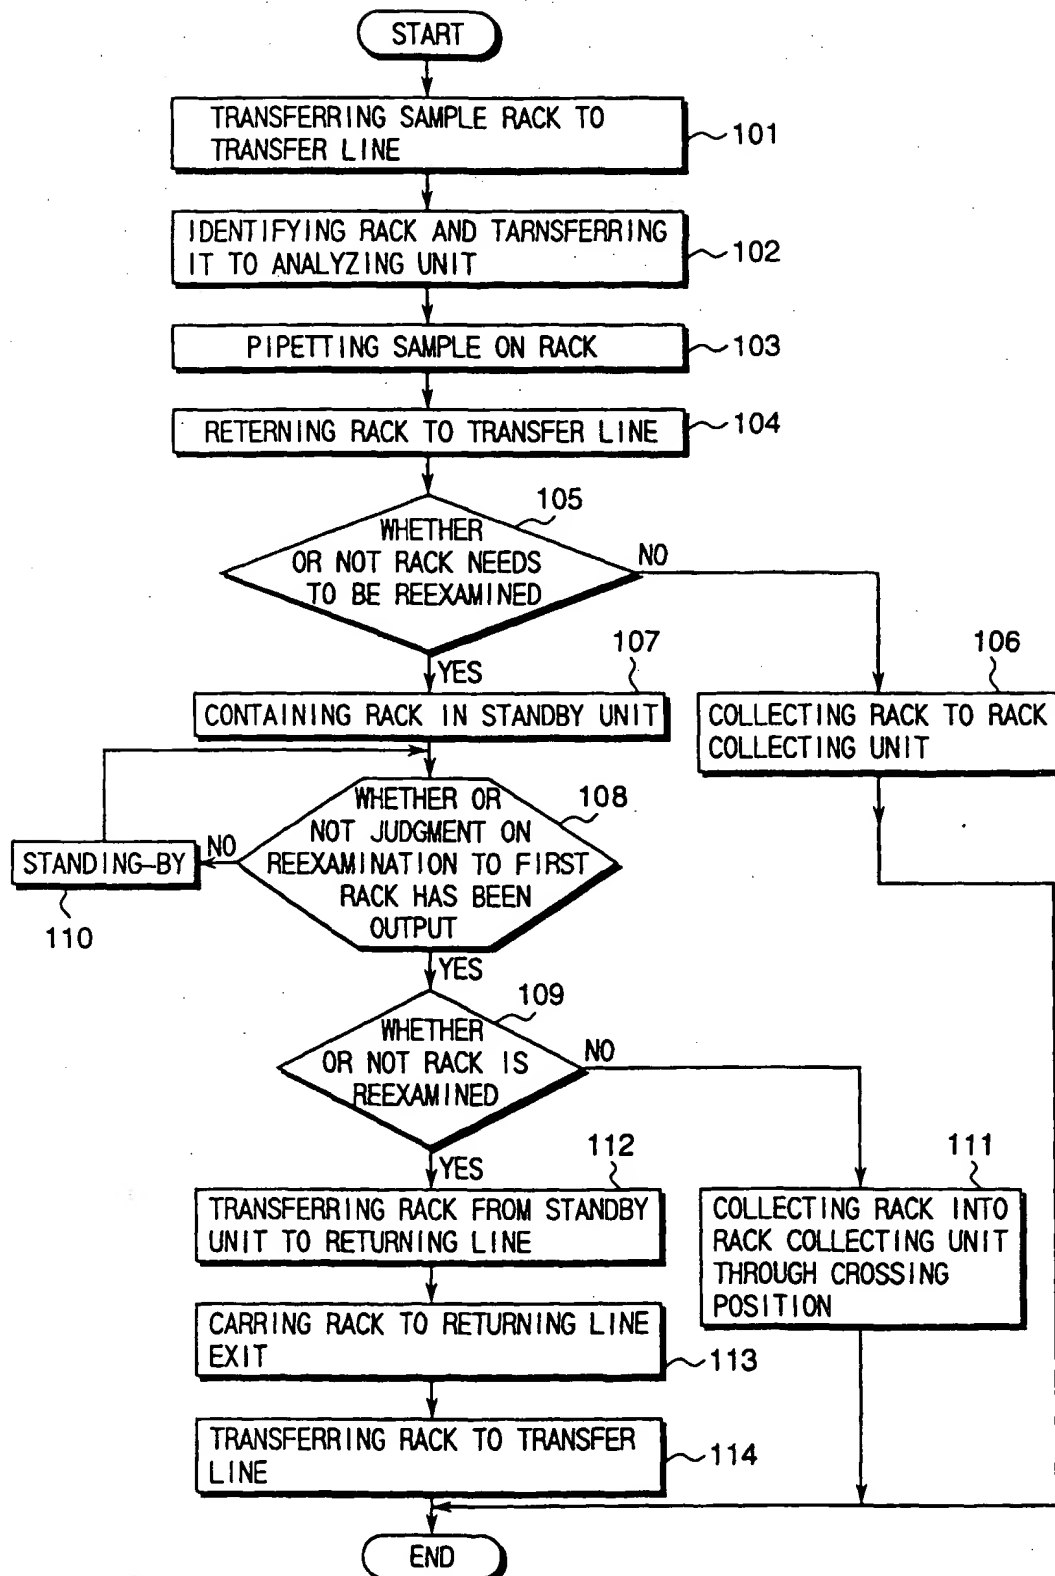 START
TRANSFERRING SAMPLE RACK TO
TRANSFER LINE
101
IDENTIFYING RACK AND TARNSFERRING
IT TO ANALYZING UNIT
102
PIPETTING SAMPLE ON RACK
103
RETERNING RACK TO TRANSFER LINE
104
105
WHETHER
OR NOT RACK NEEDS
TO BE REEXAMINED
NO
YES
107
CONTAINING RACK IN STANDBY UNIT
106
COLLECTING RACK TO RACK
COLLECTING UNIT
108
WHETHER OR
NOT JUDGMENT ON
REEXAMINATION TO FIRST
RACK HAS BEEN
OUTPUT
NO
STANDING-BY
110
YES
109
WHETHER
OR NOT RACK IS
REEXAMINED
NO
YES
112
TRANSFERRING RACK FROM STANDBY
UNIT TO RETURNING LINE
111
COLLECTING RACK INTO
RACK COLLECTING UNIT
THROUGH CROSSING
POSITION
CARRING RACK TO RETURNING LINE
EXIT
113
TRANSFERRING RACK TO TRANSFER
LINE
114
END